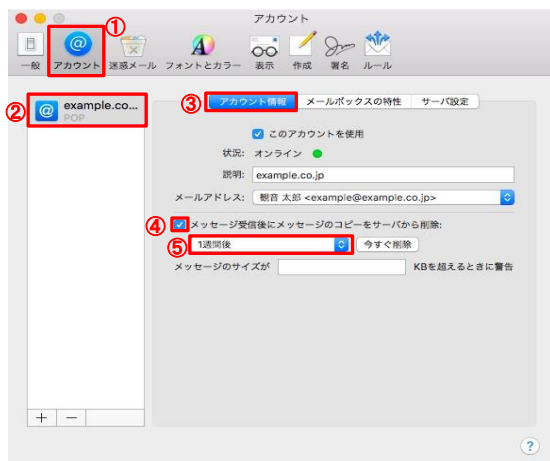 アカウント
①
一般 アカウント 迷惑メール フォントとカラー 表示 作成 署名 ルール
② example.co...
POP
③ アカウント情報 メールボックスの特性 サーバ設定
このアカウントを使用
状況: オンライン
説明: example.co.jp
メールアドレス: 観音 太郎 <example@example.co.jp>
④ メッセージ受信後にメッセージのコピーをサーバから削除:
⑤ 1週間後 今すぐ削除
メッセージのサイズが KBを超えるときに警告
+ −
?